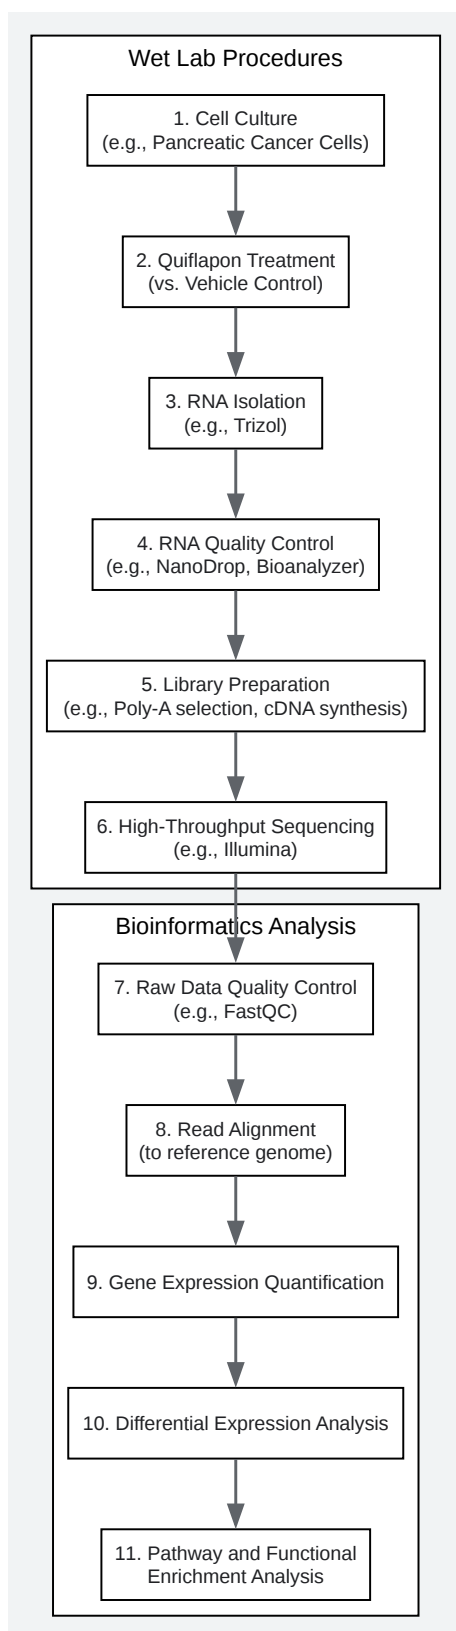 Wet Lab Procedures
1. Cell Culture
(e.g., Pancreatic Cancer Cells)
2. Quiflapon Treatment
(vs. Vehicle Control)
3. RNA Isolation
(e.g., Trizol)
4. RNA Quality Control
(e.g., NanoDrop, Bioanalyzer)
5. Library Preparation
(e.g., Poly-A selection, cDNA synthesis)
6. High-Throughput Sequencing
(e.g., Illumina)
Bioinformatics Analysis
7. Raw Data Quality Control
(e.g., FastQC)
8. Read Alignment
(to reference genome)
9. Gene Expression Quantification
10. Differential Expression Analysis
11. Pathway and Functional
Enrichment Analysis